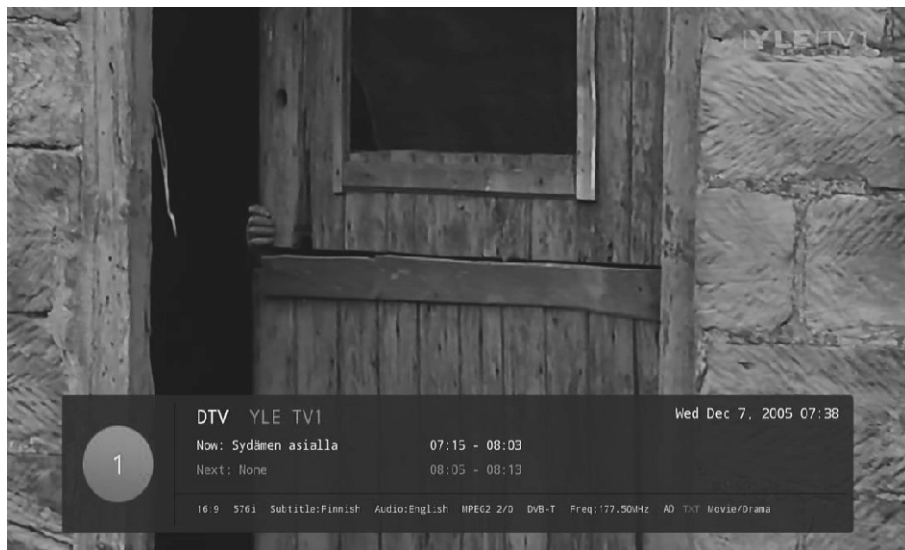 YLE TV1
DTV YLE TV1 Wed Dec 7, 2005 07:38
Now: Sydämen asialla 07:15 - 08:03
1
Next: None 08:05 - 08:13
16:9 576i Subtitle:Finnish Audio:English MPEG2 2/0 DVB-T Freq:177.50MHz AD TXT Movie/Drama